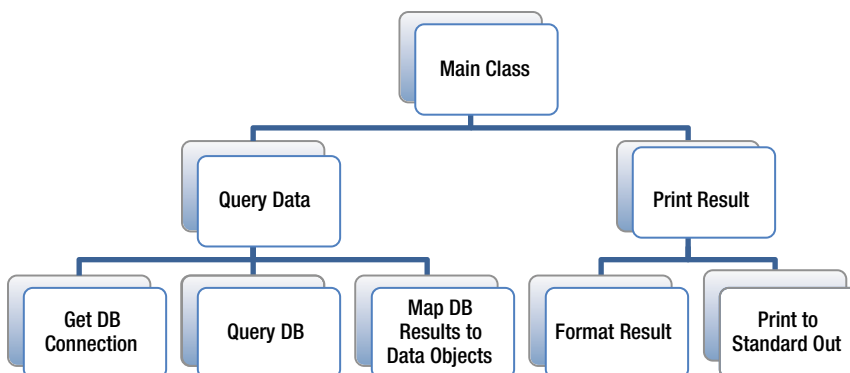 Main Class
Query Data
Print Result
Get DB
Connection
Query DB
Map DB
Results to
Data Objects
Format Result
Print to
Standard Out